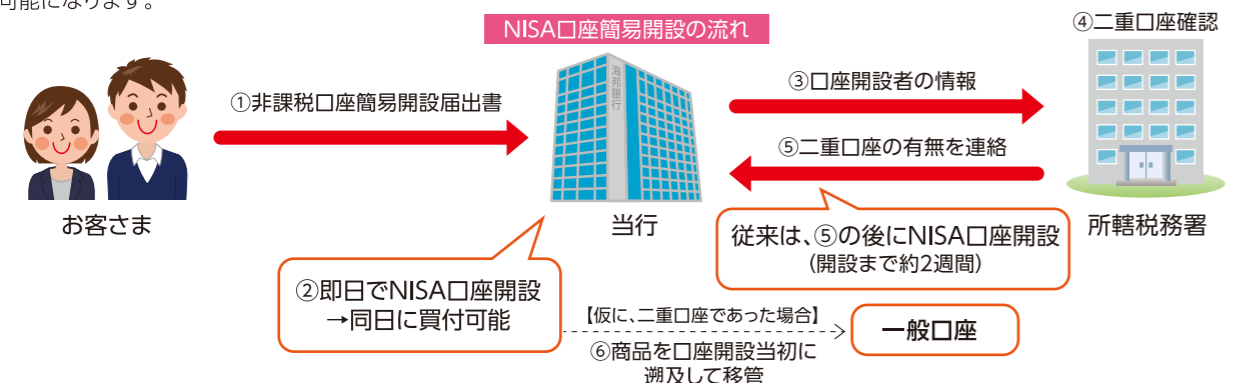 可能になります。
NISA口座簡易開設の流れ
④二重口座確認
①非課税口座簡易開設届出書
海邦銀行
③口座開設者の情報
⑤二重口座の有無を連絡
お客さま
当行
所轄税務署
従来は、⑤の後にNISA口座開設
(開設まで約2週間)
②即日でNISA口座開設
→同日に買付可能
【仮に、二重口座であった場合】
一般口座
⑥商品を口座開設当初に
遡及して移管